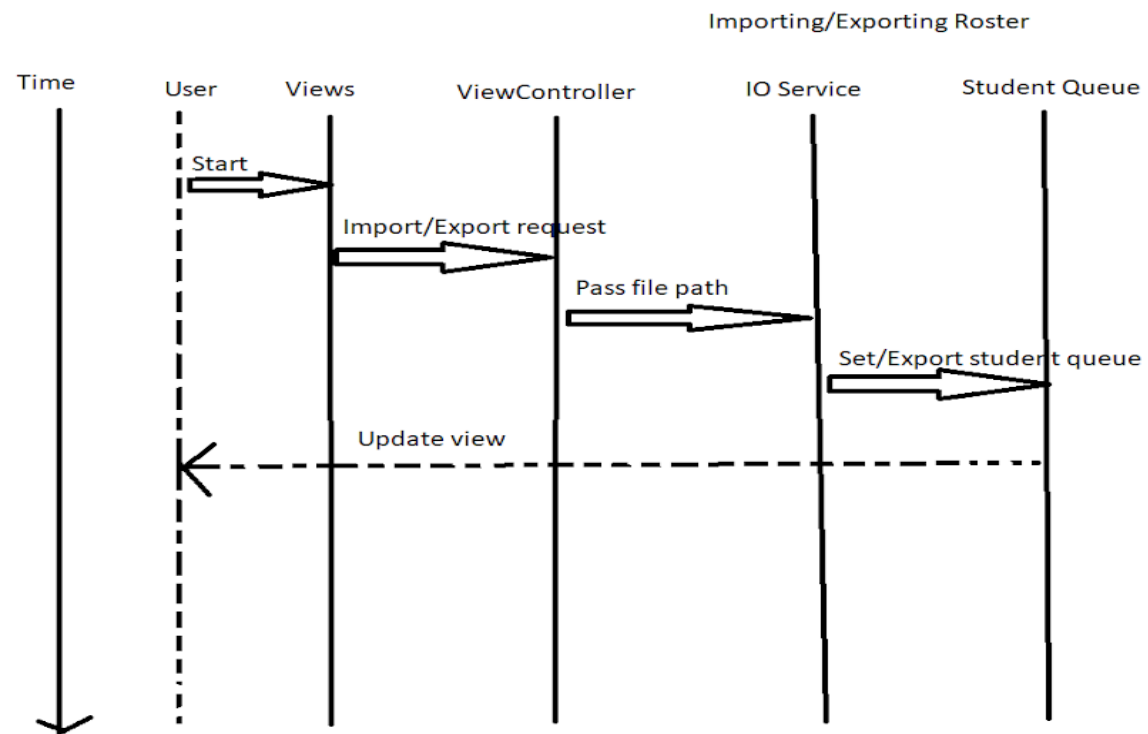 Importing/Exporting Roster
Time
User
Views
ViewController
IO Service
Student Queue
Start
Import/Export request
Pass file path
Set/Export student queue
Update view